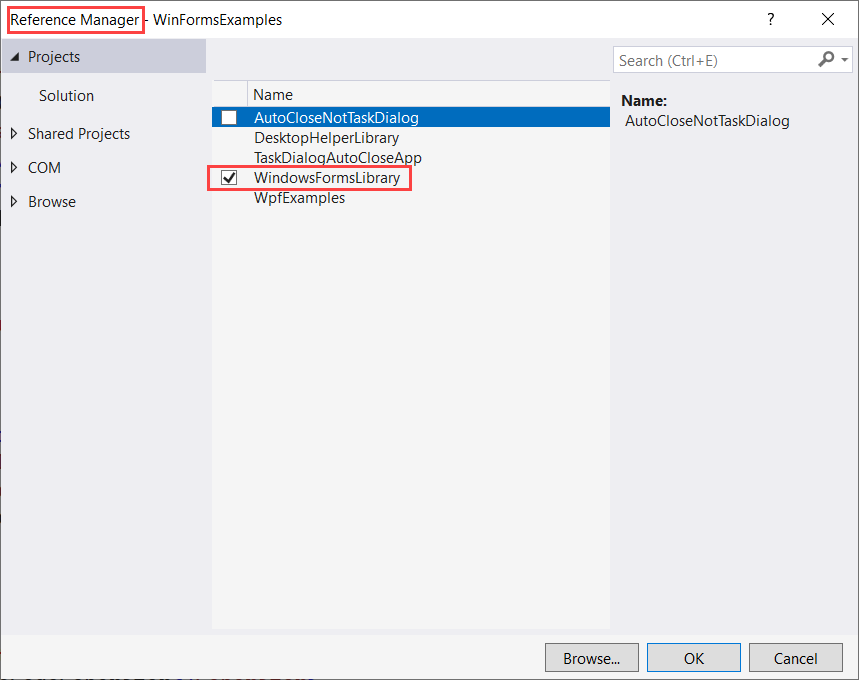 Reference Manager - WinFormsExamples
?
Projects
Solution
Shared Projects
COM
Browse
Name
AutoCloseNotTaskDialog
DesktopHelperLibrary
TaskDialogAutoCloseApp
WindowsFormsLibrary
WpfExamples
Search (Ctrl+E)
Name:
AutoCloseNotTaskDialog
Browse...
OK
Cancel